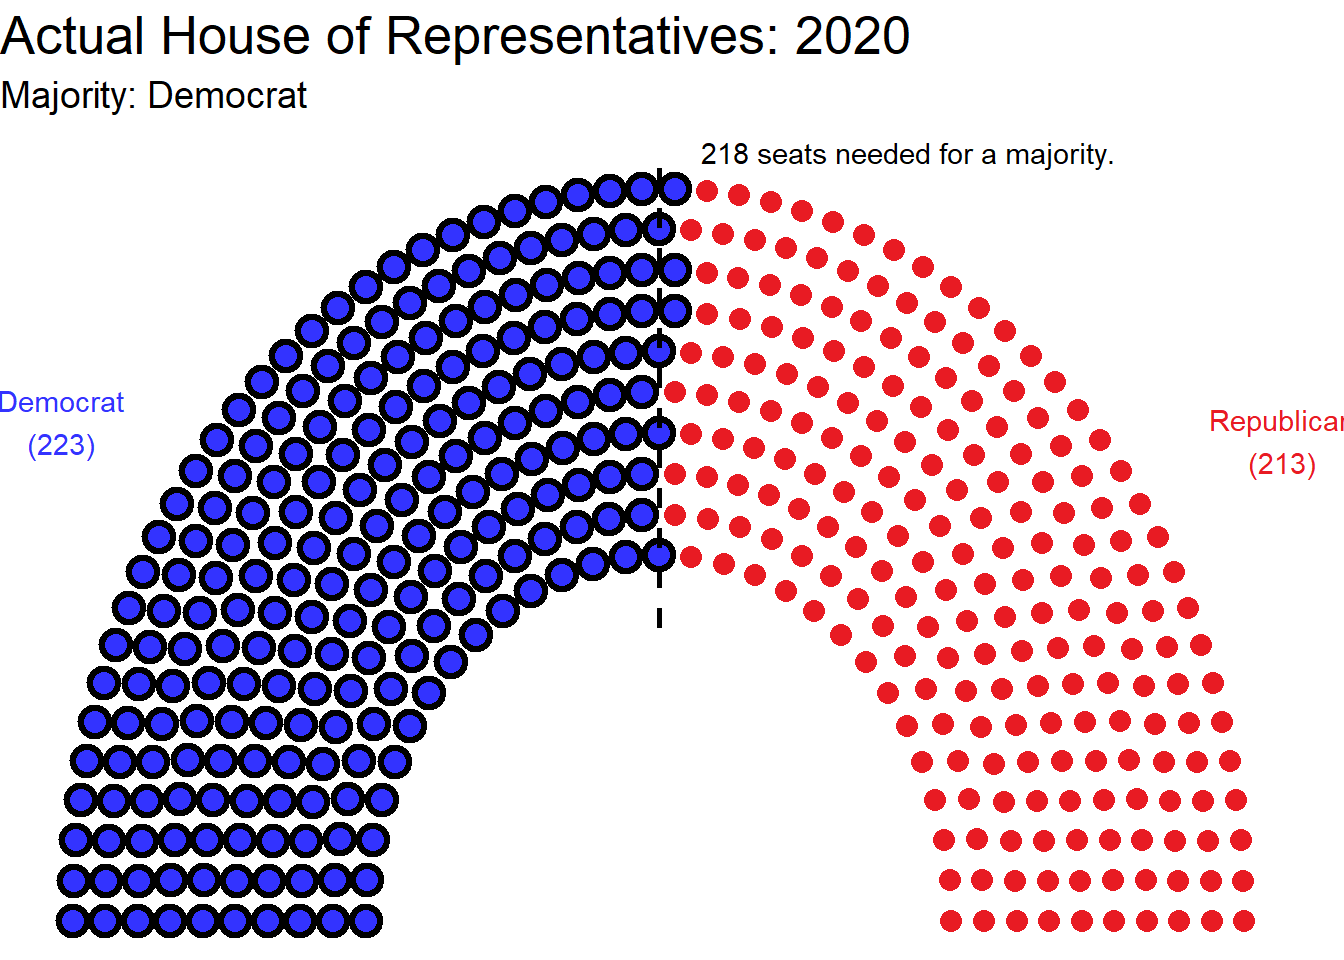 Actual House of Representatives: 2020
Majority: Democrat
218 seats needed for a majority.
Democrat
(223)
Republican
(213)